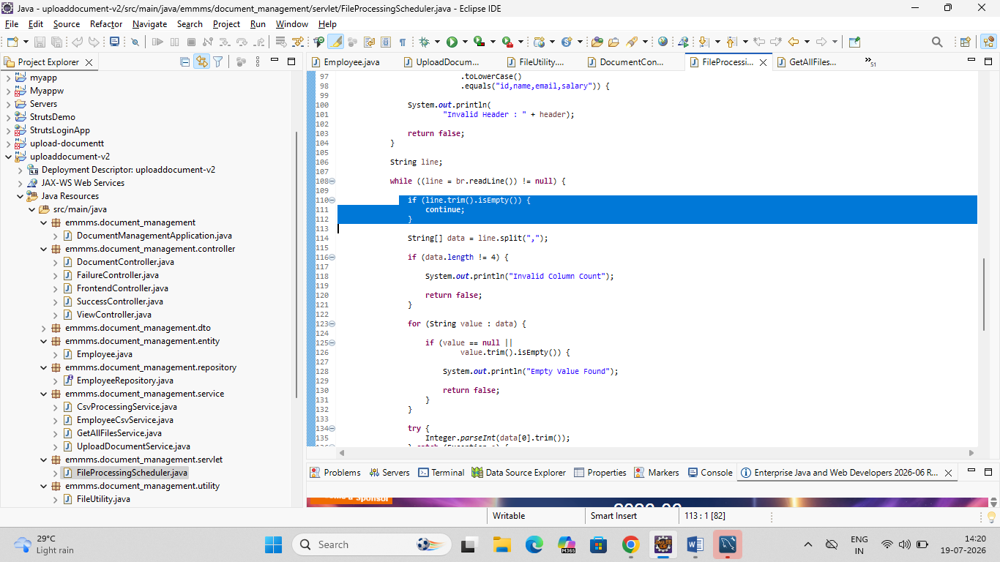 Java - uploaddocument-v2/src/main/java/emmms/document_management/servlet/FileProcessingScheduler.java - Eclipse IDE
File Edit Source Refactor Navigate Search Project Run Window Help
Project Explorer
myapp
Myappw
Servers
StrutsDemo
StrutsLoginApp
upload-documentt
uploaddocument-v2
Deployment Descriptor: uploaddocument-v2
JAX-WS Web Services
Java Resources
src/main/java
emmms.document_management
DocumentManagementApplication.java
emmms.document_management.controller
DocumentController.java
FailureController.java
FrontendController.java
SuccessController.java
ViewController.java
emmms.document_management.dto
emmms.document_management.entity
Employee.java
emmms.document_management.repository
EmployeeRepository.java
emmms.document_management.service
CsvProcessingService.java
EmployeeCsvService.java
GetAllFilesService.java
UploadDocumentService.java
emmms.document_management.servlet
FileProcessingScheduler.java
emmms.document_management.utility
FileUtility.java
Employee.java UploadDocum... FileUtility.... DocumentCon... FileProcessi... GetAllFiles... »51
97 .toLowerCase()
98 .equals("id,name,email,salary")) {
99
100 System.out.println(
101 "Invalid Header : " + header);
102
103 return false;
104 }
105
106 String line;
107
108 while ((line = br.readLine()) != null) {
109
110 if (line.trim().isEmpty()) {
111 continue;
112 }
113
114 String[] data = line.split(",");
115
116 if (data.length != 4) {
117
118 System.out.println("Invalid Column Count");
119
120 return false;
121 }
122
123 for (String value : data) {
124
125 if (value == null ||
126 value.trim().isEmpty()) {
127
128 System.out.println("Empty Value Found");
129
130 return false;
131 }
132 }
133
134 try {
135 Integer.parseInt(data[0].trim());
Problems Servers Terminal Data Source Explorer Properties Markers Console Enterprise Java and Web Developers 2026-06 R...
Writable Smart Insert 113 : 1 [82]
29°C
Light rain
Search
M365
ENG
IN
14:20
19-07-2026